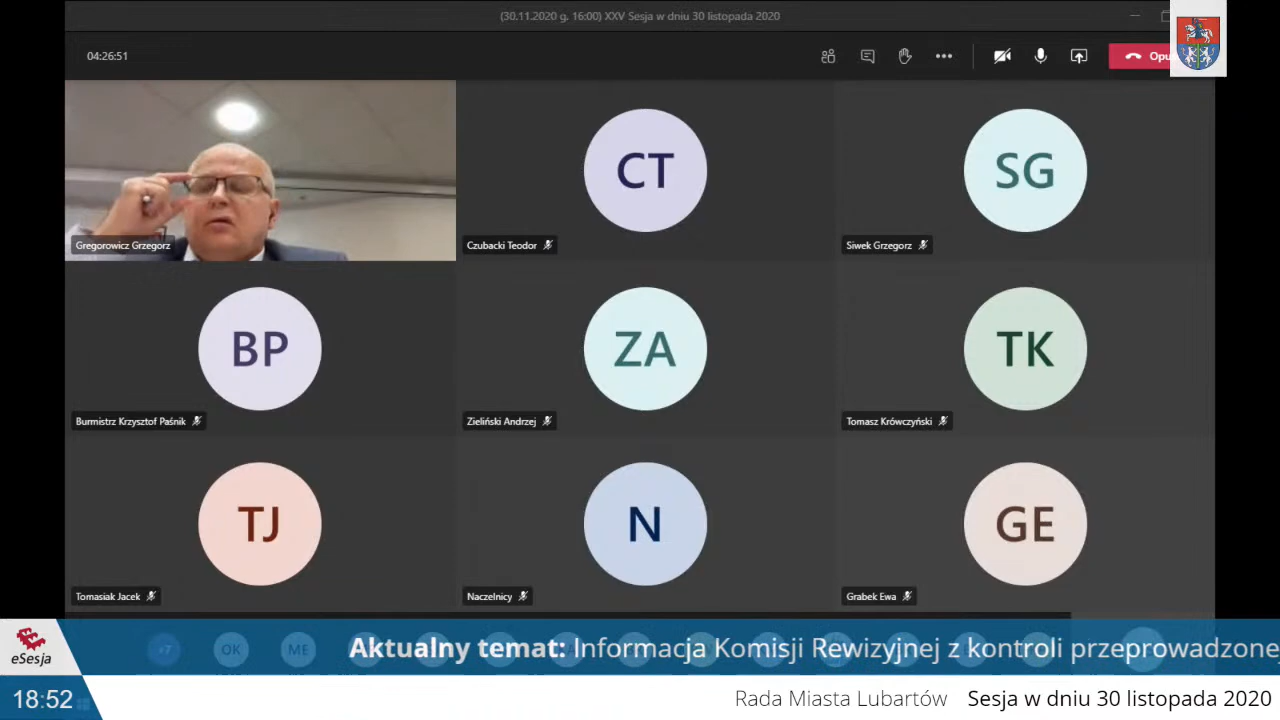 (30.11.2020 g. 16:00) XXV Sesja w dniu 30 listopada 2020
04:26:51
Opu
Gregorowicz Grzegorz
CT
Czubacki Teodor
SG
Siwek Grzegorz
BP
Burmistrz Krzysztof Paśnik
ZA
Zieliński Andrzej
TK
Tomasz Krówczyński
TJ
Tomasiak Jacek
N
Naczelnicy
GE
Grabek Ewa
OK
ME
eSesja
Aktualny temat: Informacja Komisji Rewizyjnej z kontroli przeprowadzone
18:52
Rada Miasta Lubartów Sesja w dniu 30 listopada 2020